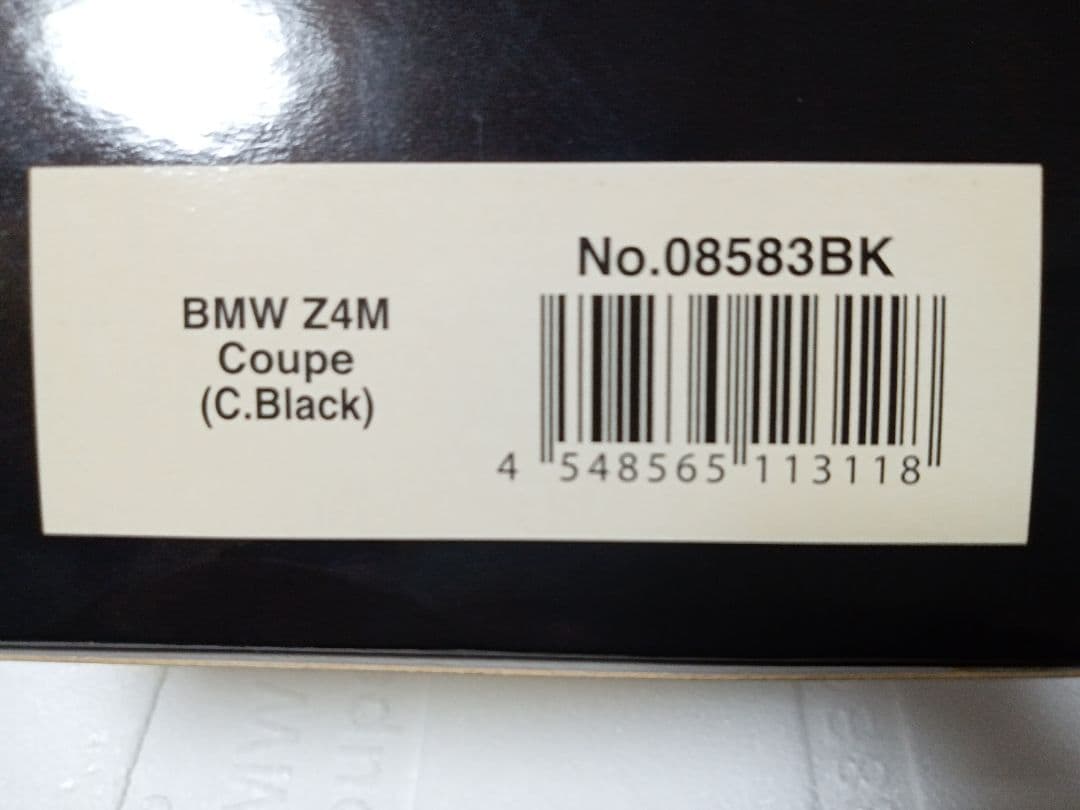 No.08583BK
BMW Z4M
Coupe
(C.Black)
4 548565 113118